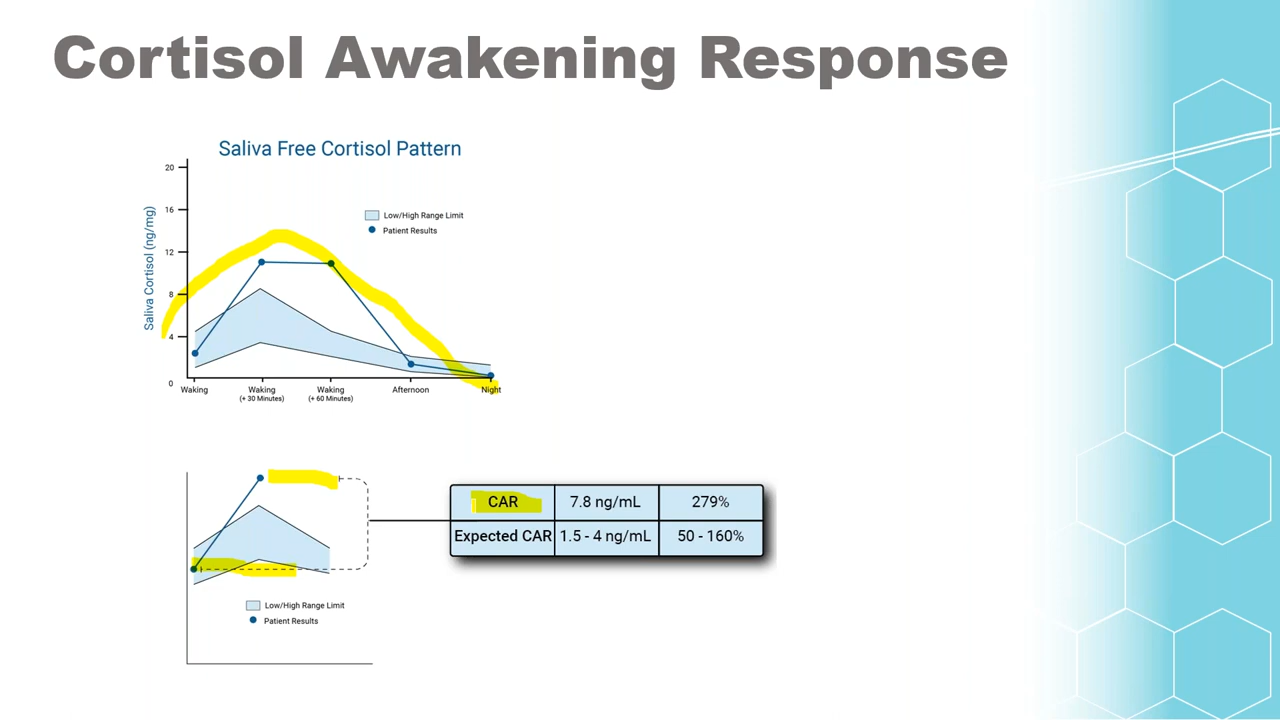 Cortisol Awakening Response
Saliva Free Cortisol Pattern
Saliva Cortisol (ng/mg)
20
16
12
8
4
0
Low/High Range Limit
Patient Results
Waking
Waking
(+ 30 Minutes)
Waking
(+ 60 Minutes)
Afternoon
Night
CAR 7.8 ng/mL 279%
Expected CAR 1.5 - 4 ng/mL 50 - 160%
Low/High Range Limit
Patient Results